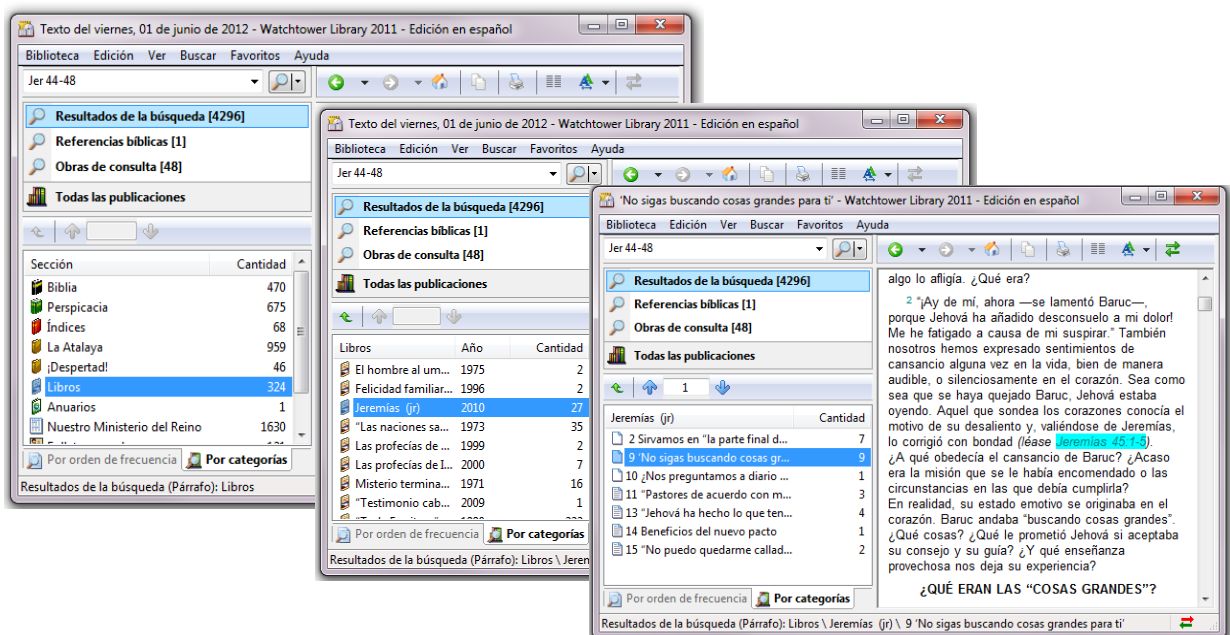 Texto del viernes, 01 de junio de 2012 - Watchtower Library 2011 - Edición en español
Biblioteca Edición Ver Buscar Favoritos Ayuda
Jer 44-48
Resultados de la búsqueda [4296]
Referencias bíblicas [1]
Obras de consulta [48]
Todas las publicaciones
Sección Cantidad
Biblia 470
Perspicacia 675
Índices 68
La Atalaya 959
¡Despertad! 46
Libros 324
Anuarios 1
Nuestro Ministerio del Reino 1630
Por orden de frecuencia Por categorías
Resultados de la búsqueda (Párrafo): Libros
Texto del viernes, 01 de junio de 2012 - Watchtower Library 2011 - Edición en español
Biblioteca Edición Ver Buscar Favoritos Ayuda
Jer 44-48
Resultados de la búsqueda [4296]
Referencias bíblicas [1]
Obras de consulta [48]
Todas las publicaciones
Libros Año Cantidad
El hombre al um... 1975 2
Felicidad familiar... 1996 2
Jeremías (jr) 2010 27
“Las naciones sa... 1973 35
Las profecías de ... 1999 2
Las profecías de I... 2000 7
Misterio termina... 1971 16
“Testimonio cab... 2009 1
Por orden de frecuencia Por categorías
Resultados de la búsqueda (Párrafo): Libros \ Jerem
'No sigas buscando cosas grandes para ti' - Watchtower Library 2011 - Edición en español
Biblioteca Edición Ver Buscar Favoritos Ayuda
Jer 44-48
Resultados de la búsqueda [4296]
Referencias bíblicas [1]
Obras de consulta [48]
Todas las publicaciones
1
Jeremías (jr) Cantidad
2 Sirvamos en “la parte final d... 7
9 'No sigas buscando cosas gr... 9
10 ¿Nos preguntamos a diario ... 1
11 “Pastores de acuerdo con m... 3
13 “Jehová ha hecho lo que ten... 4
14 Beneficios del nuevo pacto 1
15 “No puedo quedarme callad... 2
Por orden de frecuencia Por categorías
Resultados de la búsqueda (Párrafo): Libros \ Jeremías (jr) \ 9 'No sigas buscando cosas grandes para ti'
algo lo afligía. ¿Qué era?
2 “¡Ay de mí, ahora —se lamentó Baruc—,
porque Jehová ha añadido desconsuelo a mi dolor!
Me he fatigado a causa de mi suspirar.” También
nosotros hemos expresado sentimientos de
cansancio alguna vez en la vida, bien de manera
audible, o silenciosamente en el corazón. Sea como
sea que se haya quejado Baruc, Jehová estaba
oyendo. Aquel que sondea los corazones conocía el
motivo de su desaliento y, valiéndose de Jeremías,
lo corrigió con bondad (léase Jeremías 45:1-5).
¿A qué obedecía el cansancio de Baruc? ¿Acaso
era la misión que se le había encomendado o las
circunstancias en las que debía cumplirla?
En realidad, su estado emotivo se originaba en el
corazón. Baruc andaba “buscando cosas grandes”.
¿Qué cosas? ¿Qué le prometió Jehová si aceptaba
su consejo y su guía? ¿Y qué enseñanza
provechosa nos deja su experiencia?
¿QUÉ ERAN LAS “COSAS GRANDES”?